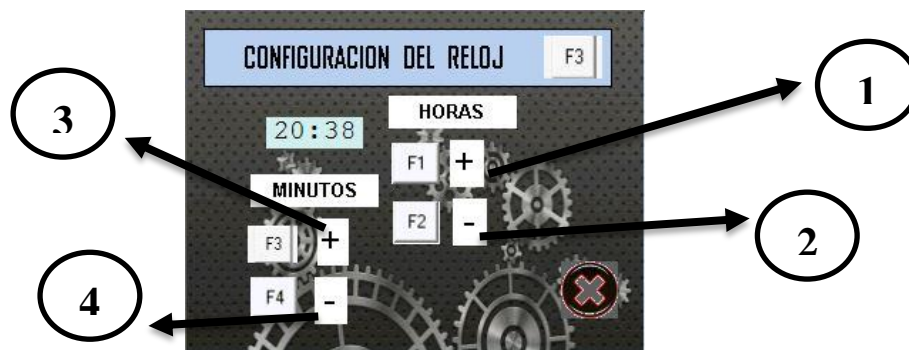 CONFIGURACION DEL RELOJ F3
HORAS
20:38
F1 +
MINUTOS
F2 -
F3 +
F4 -
1
2
3
4